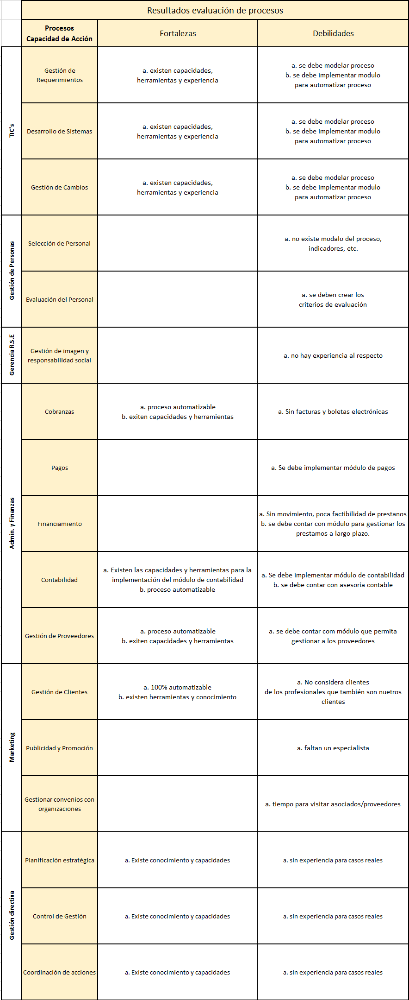 Resultados evaluación de procesos
Procesos
Capacidad de Acción
Fortalezas
Debilidades
TIC's
Gestión de
Requerimientos
a. existen capacidades,
herramientas y experiencia
a. se debe modelar proceso
b. se debe implementar modulo
para automatizar proceso
Desarrollo de Sistemas
a. existen capacidades,
herramientas y experiencia
a. se debe modelar proceso
b. se debe implementar modulo
para automatizar proceso
Gestión de Cambios
a. existen capacidades,
herramientas y experiencia
a. se debe modelar proceso
b. se debe implementar modulo
para automatizar proceso
Gestión de Personas
Selección de Personal
a. no existe modalo del proceso,
indicadores, etc.
Evaluación del Personal
a. se deben crear los
criterios de evaluación
Gerencia R.S.E
Gestión de imagen y
responsabilidad social
a. no hay experiencia al respecto
Admin. y Finanzas
Cobranzas
a. proceso automatizable
b. exiten capacidades y herramientas
a. Sin facturas y boletas electrónicas
Pagos
a. Se debe implementar módulo de pagos
Financiamiento
a. Sin movimiento, poca factibilidad de prestanos
b. se debe contar con módulo para gestionar los
prestamos a largo plazo.
Contabilidad
a. Existen las capacidades y herramientas para la
implementación del módulo de contabilidad
b. proceso automatizable
a. Se debe implementar módulo de contabilidad
b. se debe contar con asesoria contable
Gestión de Proveedores
a. proceso automatizable
b. exiten capacidades y herramientas
a. se debe contar com módulo que permita
gestionar a los proveedores
Marketing
Gestión de Clientes
a. 100% automatizable
b. existen herramientas y conocimiento
a. No considera clientes
de los profesionales que también son nuetros
clientes
Publicidad y Promoción
a. faltan un especialista
Gestionar convenios con
organizaciones
a. tiempo para visitar asociados/proveedores
Gestión directiva
Planificación estratégica
a. Existe conocimiento y capacidades
a. sin experiencia para casos reales
Control de Gestión
a. Existe conocimiento y capacidades
a. sin experiencia para casos reales
Coordinación de acciones
a. Existe conocimiento y capacidades
a. sin experiencia para casos reales